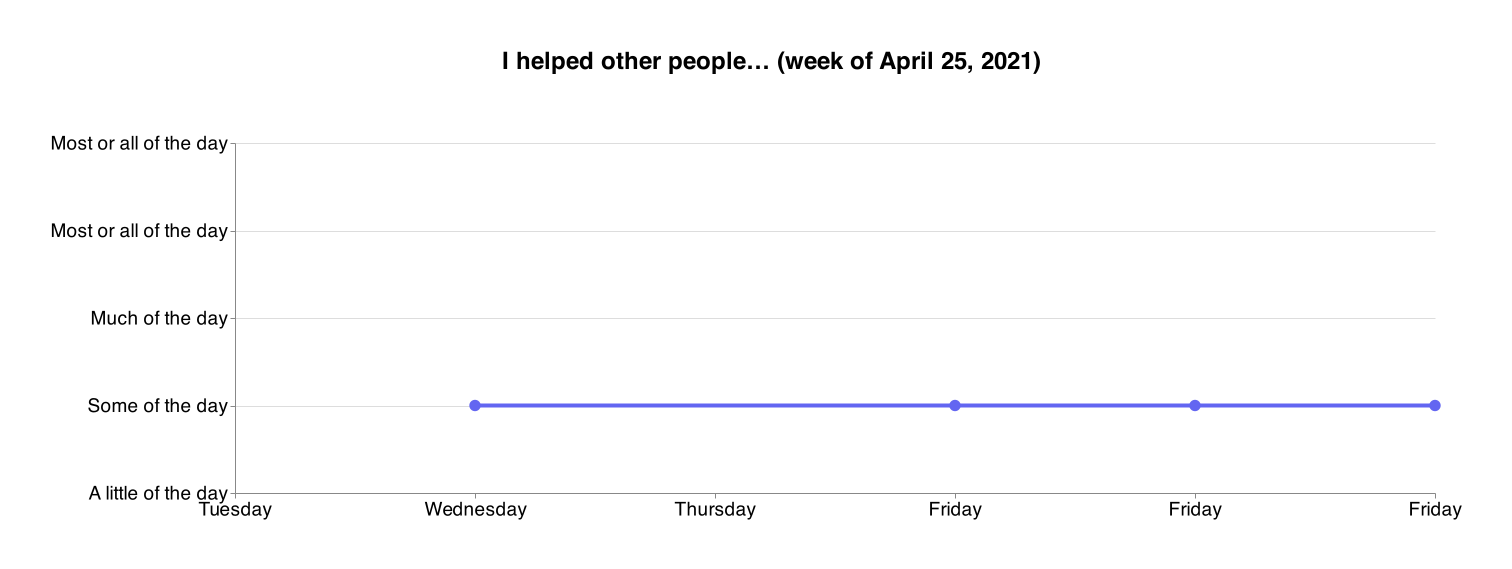 I helped other people… (week of April 25, 2021)
Most or all of the day
Most or all of the day
Much of the day
Some of the day
A little of the day
Tuesday Wednesday Thursday Friday Friday Friday